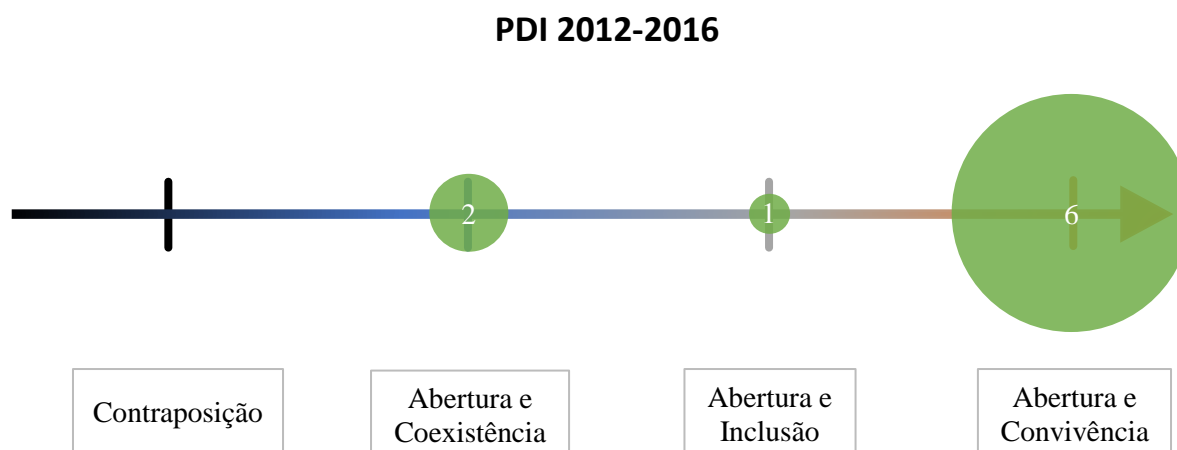 PDI 2012-2016
2
1
6
Contraposição
Abertura e
Coexistência
Abertura e
Inclusão
Abertura e
Convivência